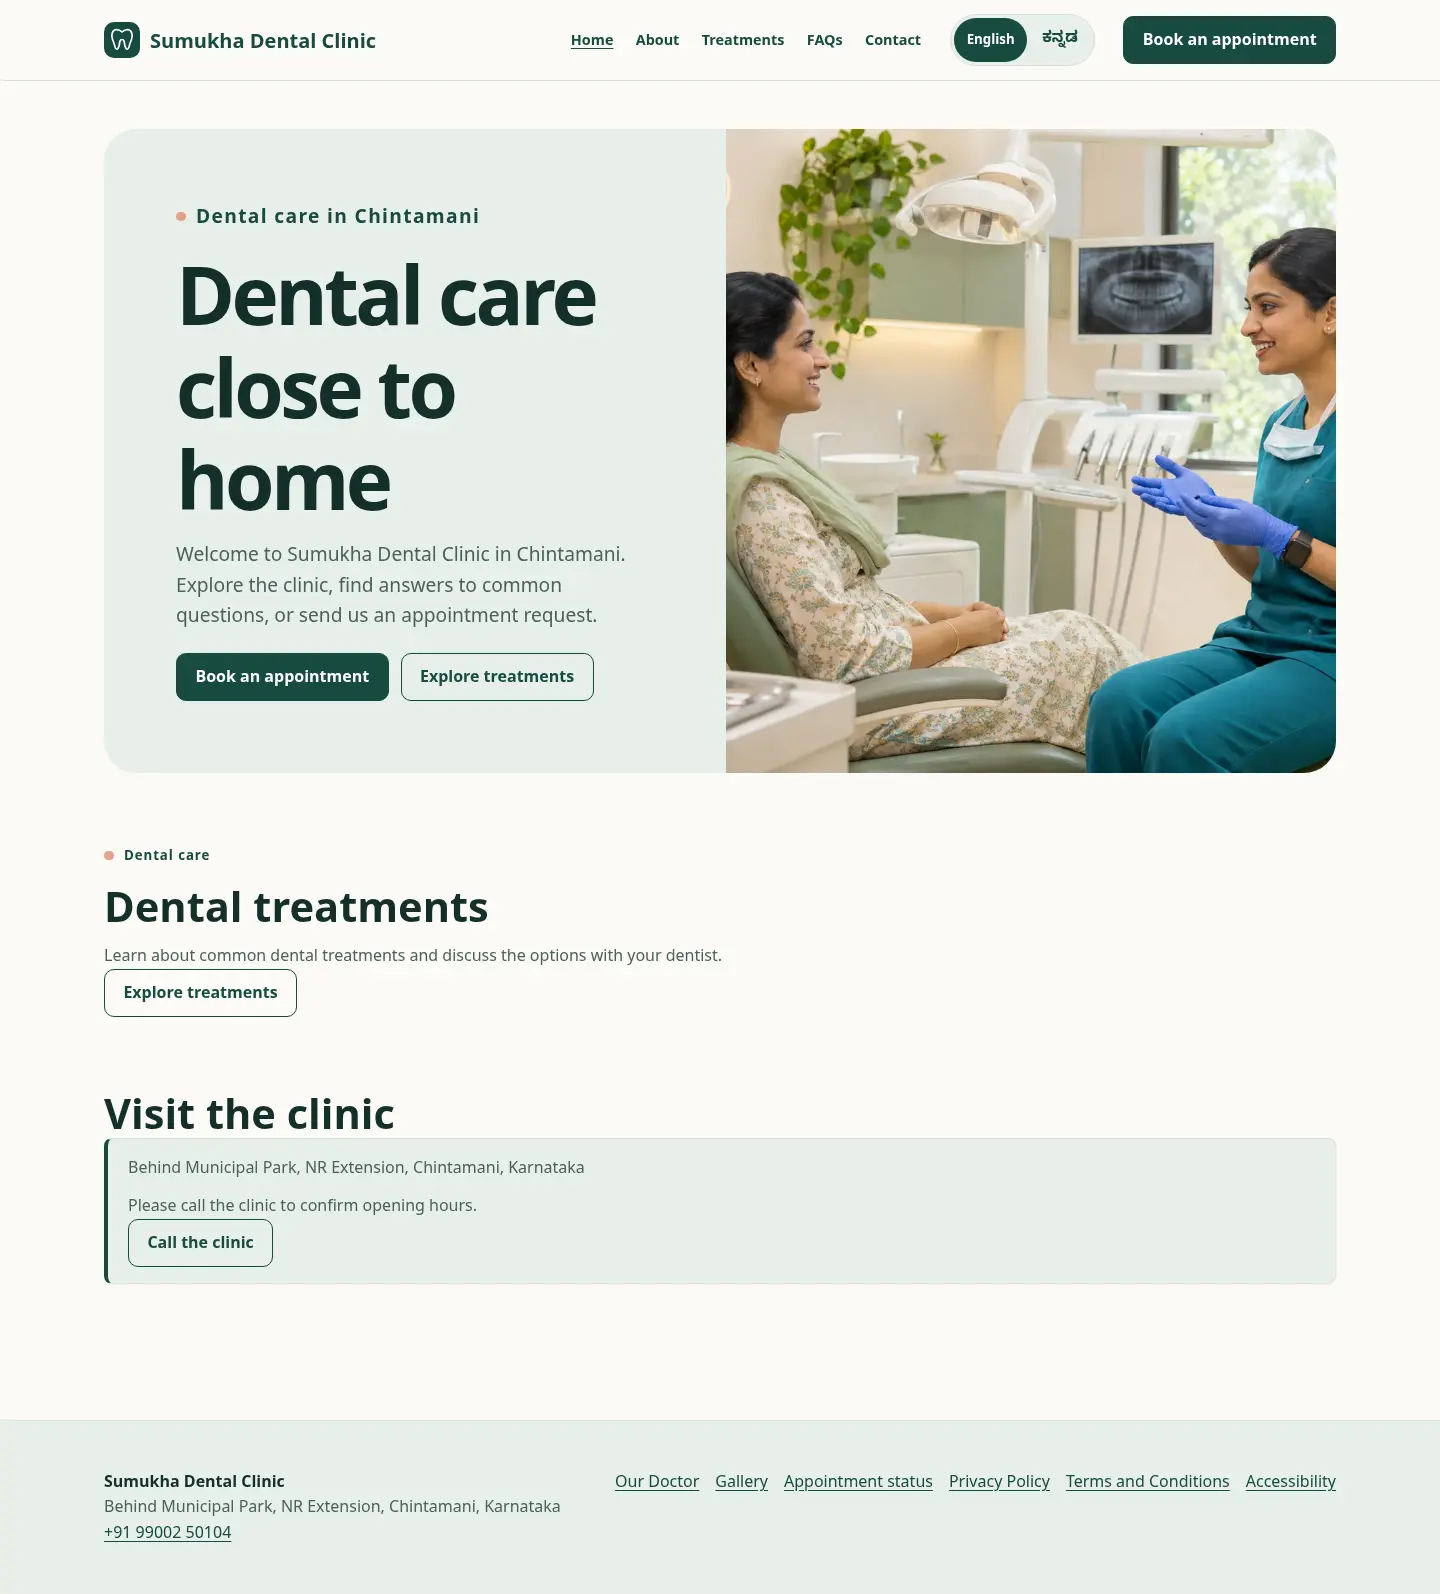 Sumukha Dental Clinic
Home About Treatments FAQs Contact English ಕನ್ನಡ Book an appointment
Dental care in Chintamani
Dental care
close to
home
Welcome to Sumukha Dental Clinic in Chintamani.
Explore the clinic, find answers to common
questions, or send us an appointment request.
Book an appointment Explore treatments
Dental care
Dental treatments
Learn about common dental treatments and discuss the options with your dentist.
Explore treatments
Visit the clinic
Behind Municipal Park, NR Extension, Chintamani, Karnataka
Please call the clinic to confirm opening hours.
Call the clinic
Sumukha Dental Clinic
Behind Municipal Park, NR Extension, Chintamani, Karnataka
+91 99002 50104
Our Doctor Gallery Appointment status Privacy Policy Terms and Conditions Accessibility